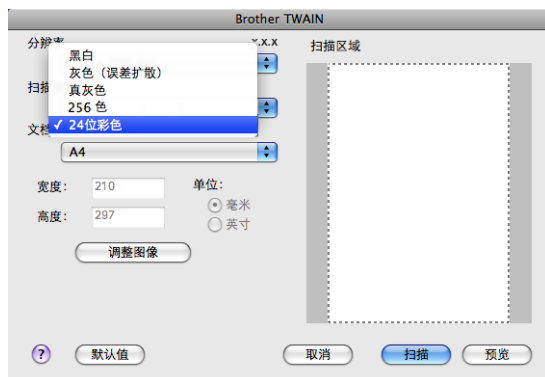 Brother TWAIN
分辨率
x.x.x
扫描区域
黑白
灰色（误差扩散）
真灰色
256 色
✓ 24位彩色
扫描
文档
A4
宽度： 210
单位：
毫米
高度： 297
英寸
调整图像
?
默认值
取消
扫描
预览